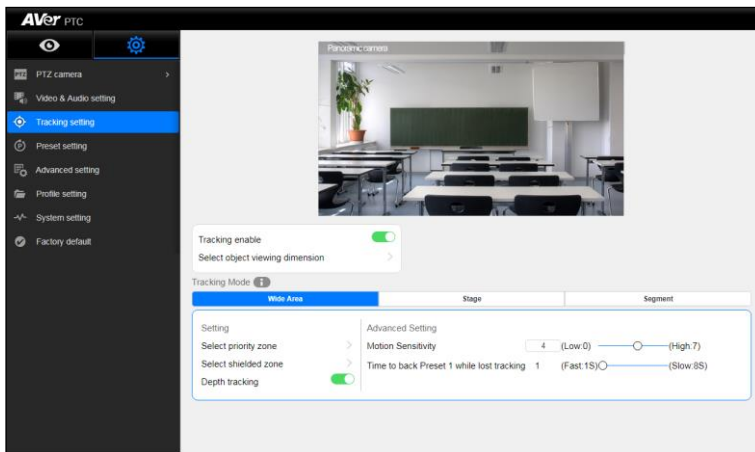 AVer PTC
PTZ PTZ camera >
Video & Audio setting
Tracking setting
Preset setting
Advanced setting
Profile setting
System setting
Factory default
Panoramic camera
Tracking enable
Select object viewing dimension >
Tracking Mode i
Wide Area Stage Segment
Setting Advanced Setting
Select priority zone > Motion Sensitivity 4 (Low:0) (High:7)
Select shielded zone > Time to back Preset 1 while lost tracking 1 (Fast:1S) (Slow:8S)
Depth tracking